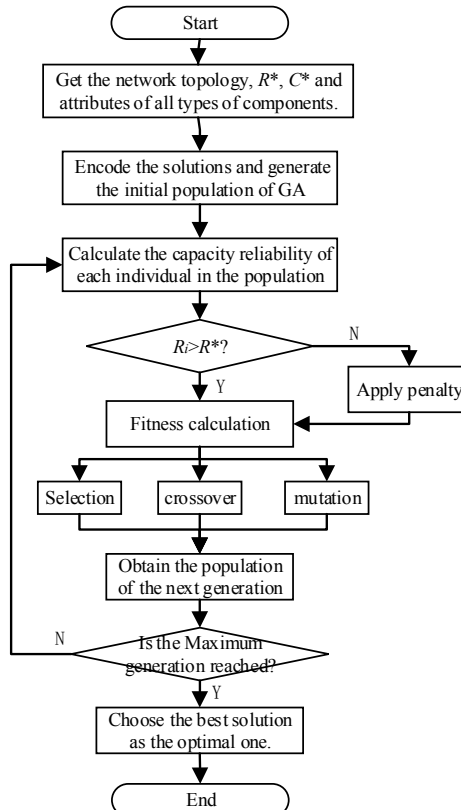 Start
Get the network topology, R*, C* and
attributes of all types of components.
Encode the solutions and generate
the initial population of GA
Calculate the capacity reliability of
each individual in the population
Ri>R*?
N
Y
Apply penalty
Fitness calculation
Selection
crossover
mutation
Obtain the population
of the next generation
N
Is the Maximum
generation reached?
Y
Choose the best solution
as the optimal one.
End